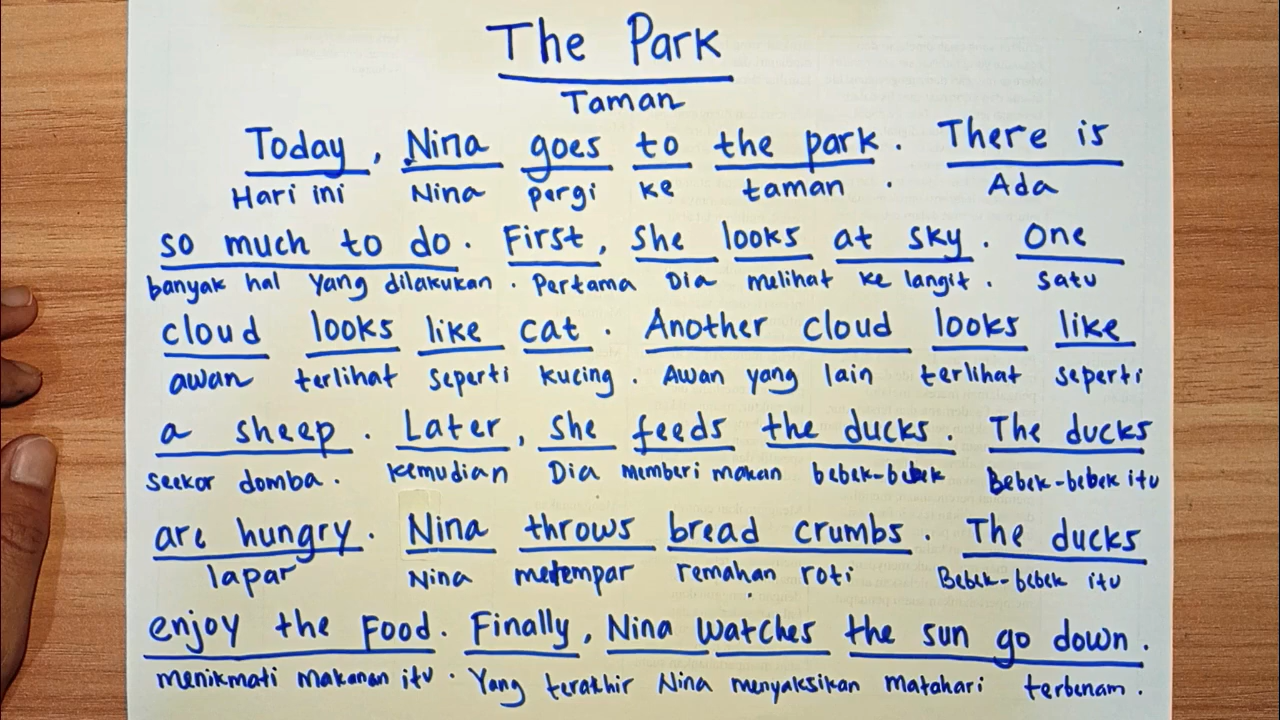 The Park
Taman
Today, Nina goes to the park. There is
Hari ini Nina pergi ke taman . Ada
so much to do. First, She looks at sky. One
banyak hal yang dilakukan . Pertama Dia melihat ke langit . Satu
cloud looks like cat. Another cloud looks like
awan terlihat seperti kucing . Awan yang lain terlihat seperti
a sheep. Later, She feeds the ducks. The ducks
seekor domba . kemudian Dia memberi makan bebek-bebek Bebek-bebek itu
are hungry. Nina throws bread crumbs. The ducks
lapar Nina melempar remahan roti Bebek-bebek itu
enjoy the food. Finally, Nina watches the sun go down.
menikmati makanan itu . Yang terakhir Nina menyaksikan matahari terbenam .